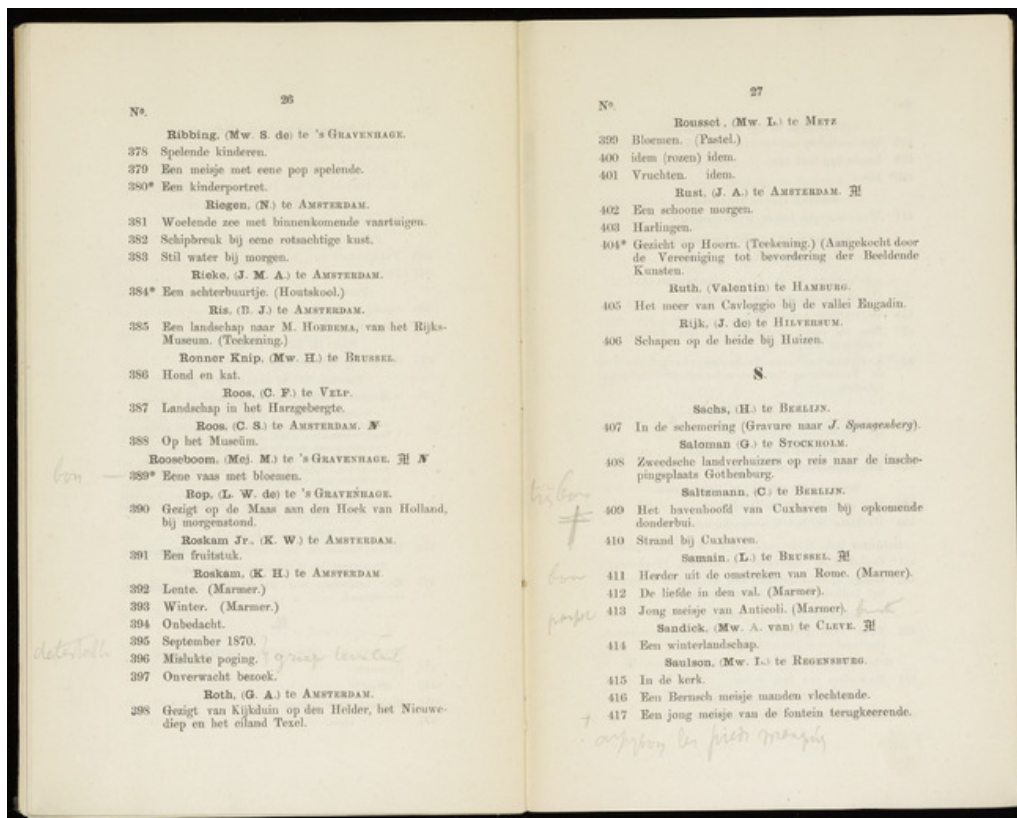 26
Nº.
Ribbing, (Mw. S. de) te 's GRAVENHAGE.
378 Spelende kinderen.
379 Een meisje met eene pop spelende.
380* Een kinderportret.
Riegen, (N.) te AMSTERDAM.
381 Woelende zee met binnenkomende vaartuigen.
382 Schipbreuk bij eene rotsachtige kust.
383 Stil water bij morgen.
Rieke, (J. M. A.) te AMSTERDAM.
384* Een achterbuurtje. (Houtskool.)
Ris, (B. J.) te AMSTERDAM.
385 Een landschap naar M. HOBBEMA, van het Rijks-
Museum. (Teekening.)
Ronner Knip, (Mw. H.) te BRUSSEL.
386 Hond en kat.
Roos, (C. F.) te VELP.
387 Landschap in het Harzgebergte.
Roos, (C. S.) te AMSTERDAM. N
388 Op het Museüm.
Rooseboom, (Mej. M.) te 's GRAVENHAGE. A! N
bon — 389* Eene vaas met bloemen.
Rop, (L. W. de) te 's GRAVENHAGE.
390 Gezigt op de Maas aan den Hoek van Holland,
bij morgenstond.
Roskam Jr., (K. W.) te AMSTERDAM.
391 Een fruitstuk.
Roskam, (K. H.) te AMSTERDAM
392 Lente. (Marmer.)
393 Winter. (Marmer.)
394 Onbedacht.
395 September 1870.
396 Mislukte poging.
397 Onverwacht bezoek.
Roth, (G. A.) te AMSTERDAM.
398 Gezigt van Kijkduin op den Helder, het Nieuwe-
diep en het eiland Texel.
27
Nº.
Rousset, (Mw. L.) te METZ
399 Bloemen. (Pastel.)
400 idem (rozen) idem.
401 Vruchten. idem.
Rust, (J. A.) te AMSTERDAM. A!
402 Een schoone morgen.
403 Harlingen.
404* Gezicht op Hoorn. (Teekening.) (Aangekocht door
de Vereeniging tot bevordering der Beeldende
Kunsten.
Ruth, (Valentin) te HAMBURG.
405 Het meer van Cavloggio bij de vallei Engadin.
Rijk, (J. de) te HILVERSUM.
406 Schapen op de heide bij Huizen.
S.
Sachs, (H.) te BERLIJN.
407 In de schemering (Gravure naar J. Spangenberg).
Saloman (G.) te STOCKHOLM.
408 Zweedsche landverhuizers op reis naar de insche-
pingsplaats Gothenburg.
Saltzmann, (C.) te BERLIJN.
409 Het havenhoofd van Cuxhaven bij opkomende
donderbui.
410 Strand bij Cuxhaven.
Samain, (L.) te BRUSSEL. A!
bon 411 Herder uit de omstreken van Rome. (Marmer).
412 De liefde in den val. (Marmer).
413 Jong meisje van Anticoli. (Marmer).
Sandick, (Mw. A. van) te CLEVE. A!
414 Een winterlandschap.
Saulson, (Mw. L.) te REGENSBURG.
415 In de kerk.
416 Een Bernsch meisje manden vlechtende.
417 Een jong meisje van de fontein terugkeerende.